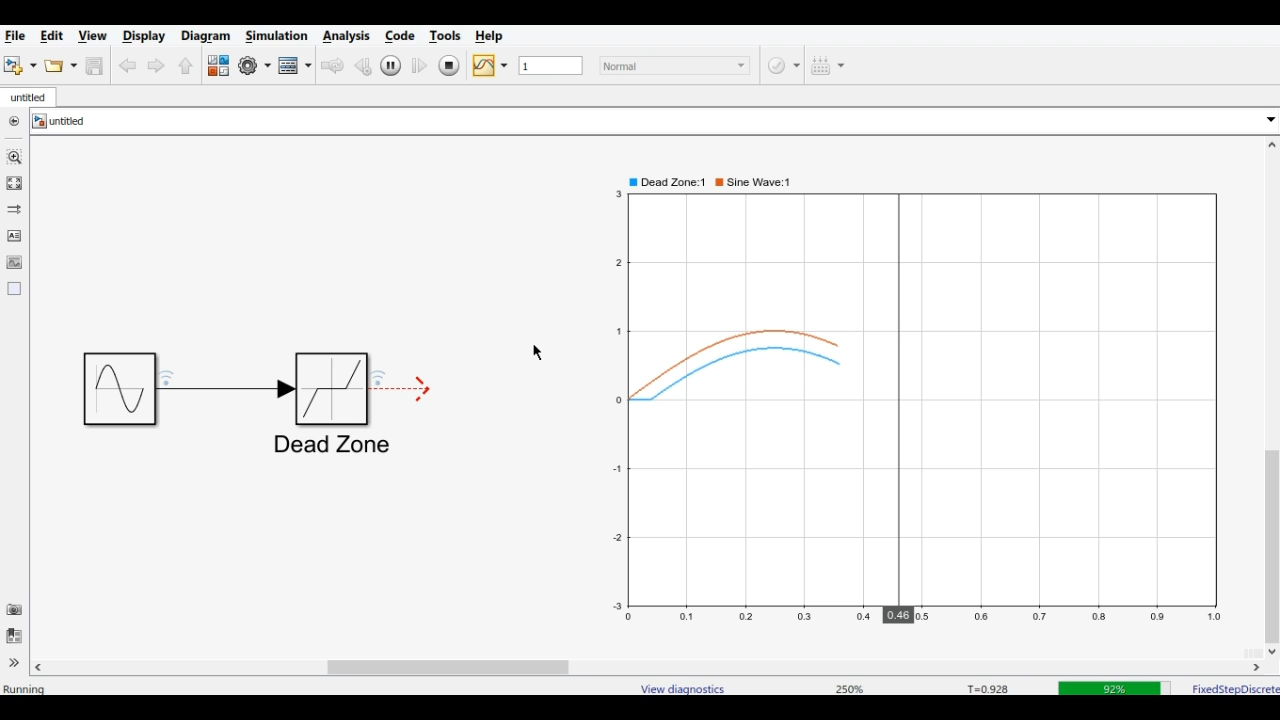 File Edit View Display Diagram Simulation Analysis Code Tools Help
1 Normal
untitled
untitled
Dead Zone:1 Sine Wave:1
3
2
1
0
-1
-2
-3
0 0.1 0.2 0.3 0.4 0.46 0.5 0.6 0.7 0.8 0.9 1.0
Dead Zone
Running View diagnostics 250% T=0.928 92% FixedStepDiscrete